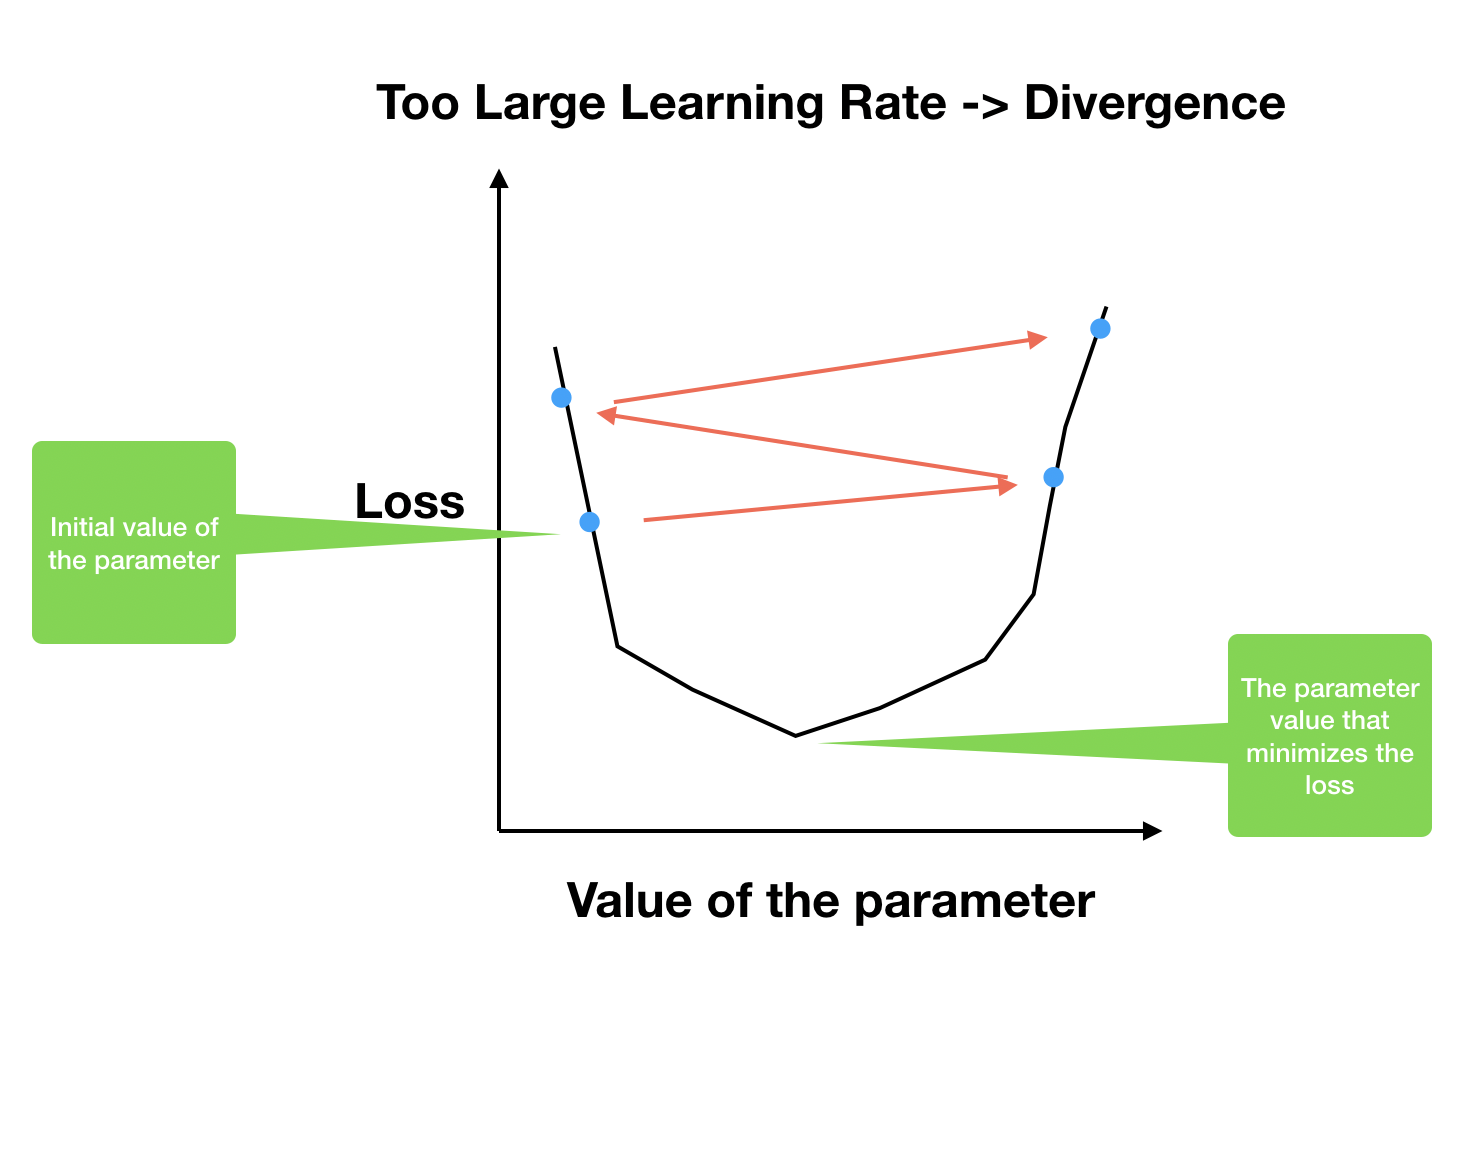 Too Large Learning Rate -> Divergence
Loss
Initial value of
the parameter
The parameter
value that
minimizes the
loss
Value of the parameter